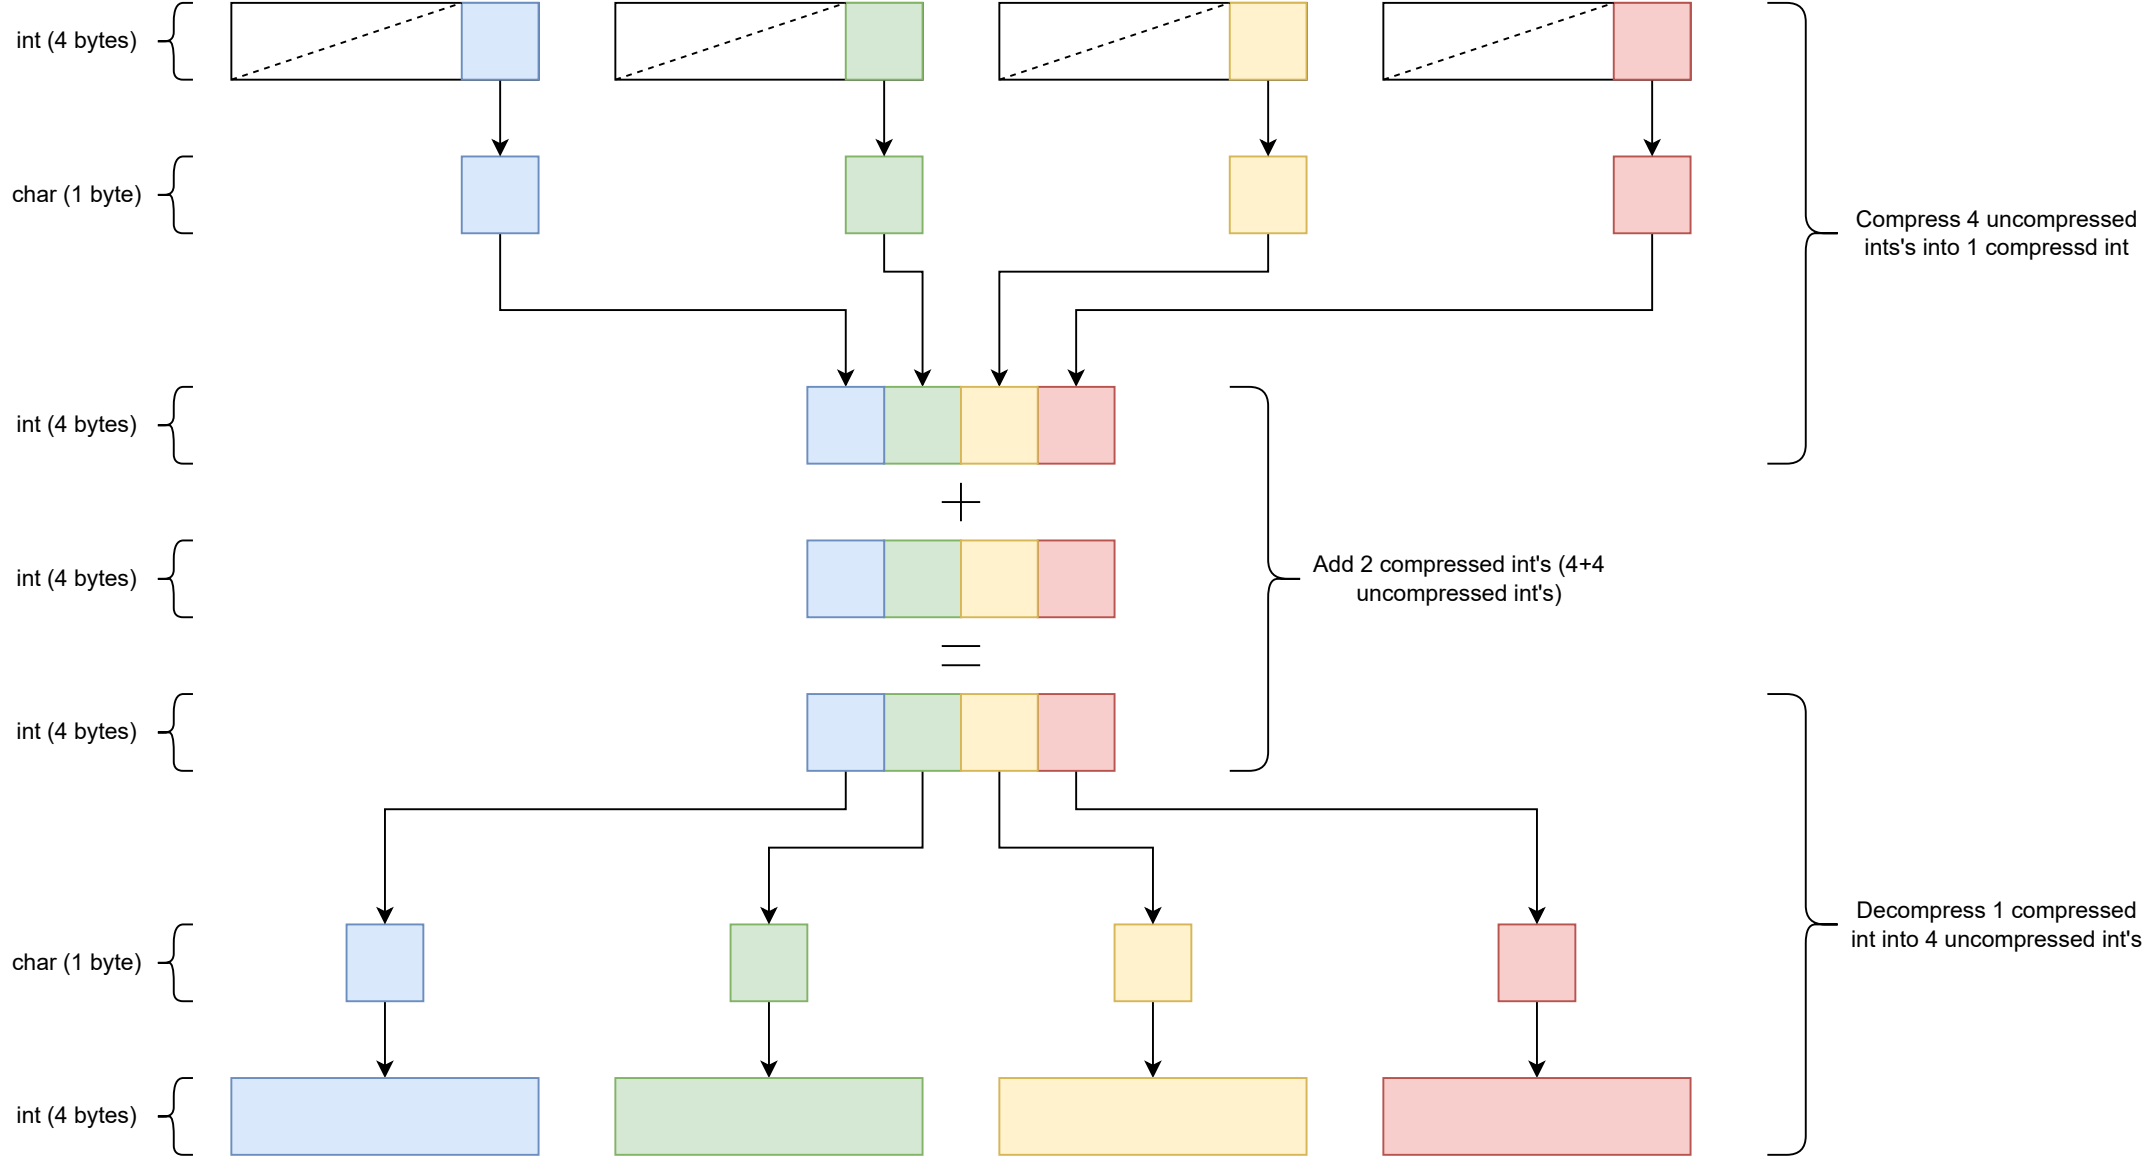 int (4 bytes)
char (1 byte)
Compress 4 uncompressed
ints's into 1 compressd int
int (4 bytes)
int (4 bytes)
Add 2 compressed int's (4+4
uncompressed int's)
int (4 bytes)
Decompress 1 compressed
int into 4 uncompressed int's
char (1 byte)
int (4 bytes)